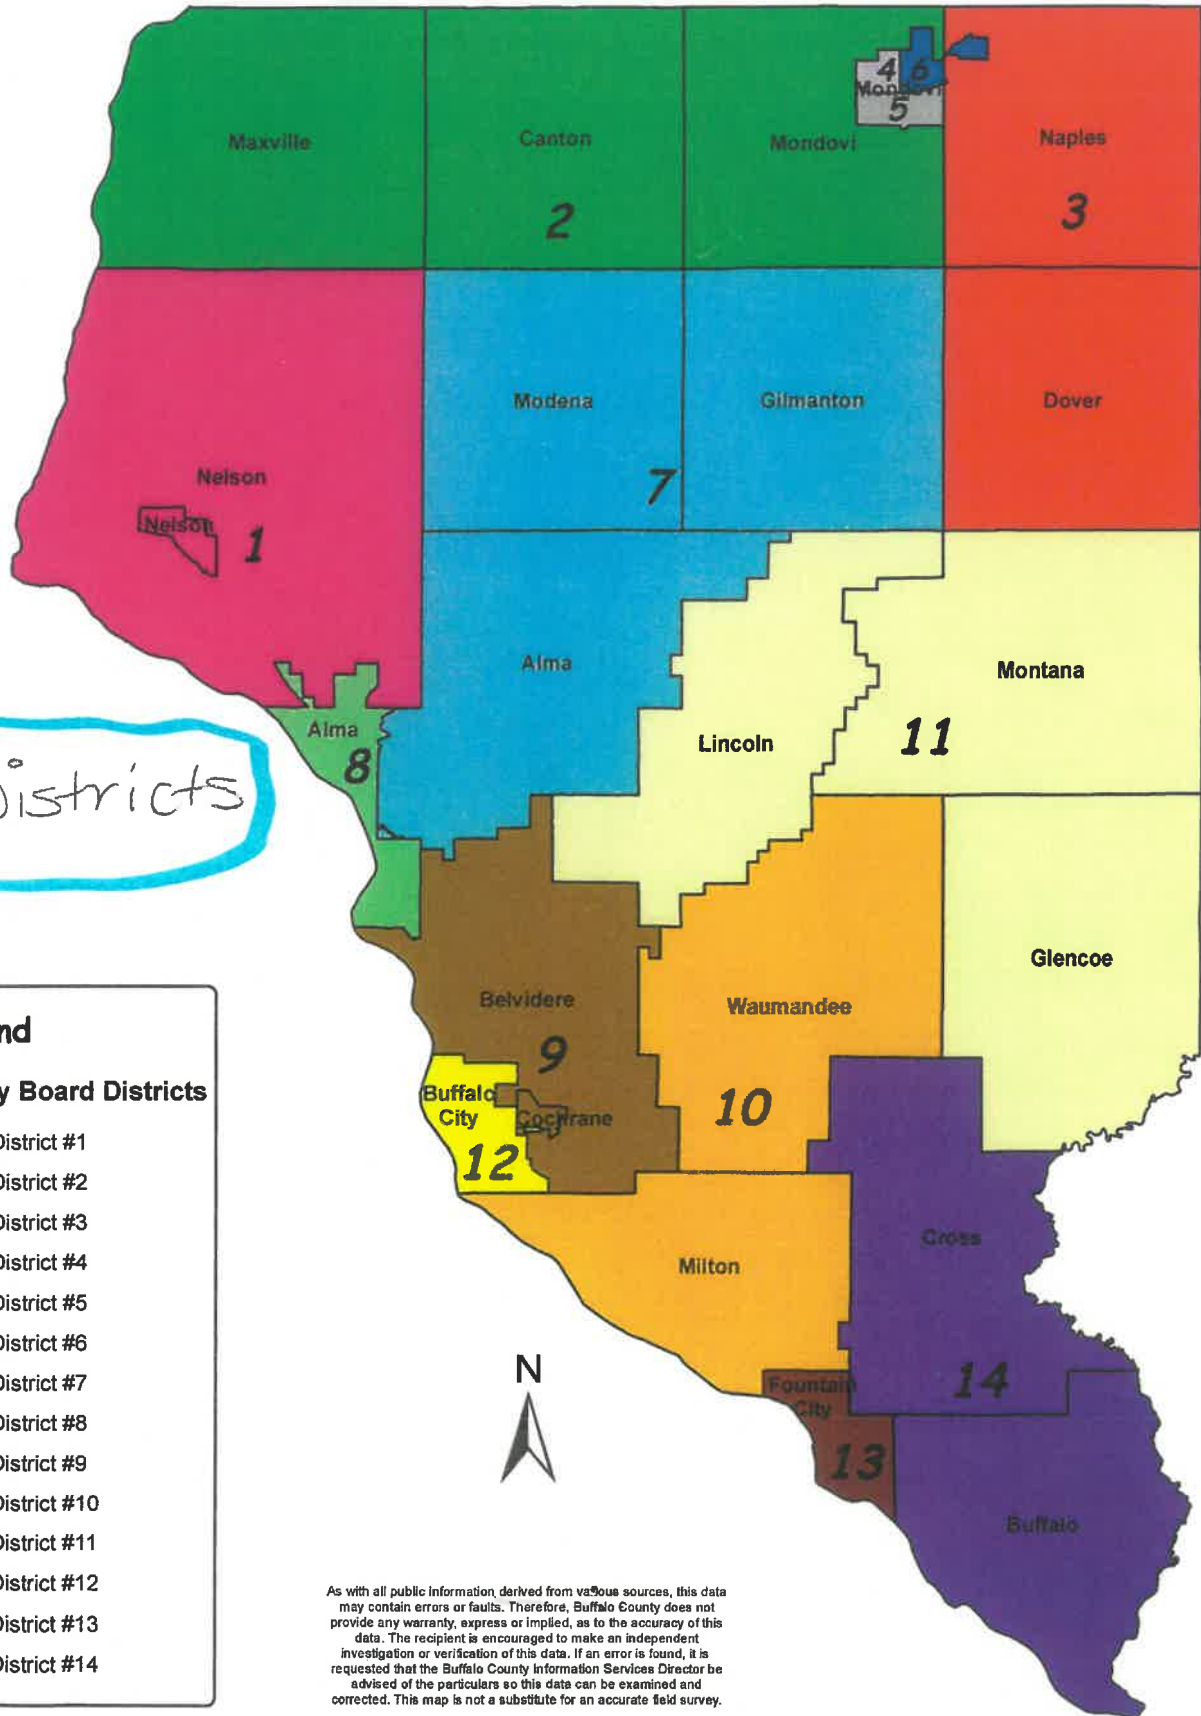 Maxville
Canton
2
Mondovi
4 6
Mondovi
5
Naples
3
Nelson
Nelson
1
Modena
Gilmanton
7
Dover
Alma
Alma
8
Lincoln
Montana
11
Districts
Belvidere
9
Waumandee
10
Glencoe
Buffalo
City
12
Cochrane
Milton
Cross
14
Fountain
City
13
Buffalo
N
y Board Districts
District #1
District #2
District #3
District #4
District #5
District #6
District #7
District #8
District #9
District #10
District #11
District #12
District #13
District #14
As with all public information derived from various sources, this data
may contain errors or faults. Therefore, Buffalo County does not
provide any warranty, express or implied, as to the accuracy of this
data. The recipient is encouraged to make an independent
investigation or verification of this data. If an error is found, it is
requested that the Buffalo County Information Services Director be
advised of the particulars so this data can be examined and
corrected. This map is not a substitute for an accurate field survey.